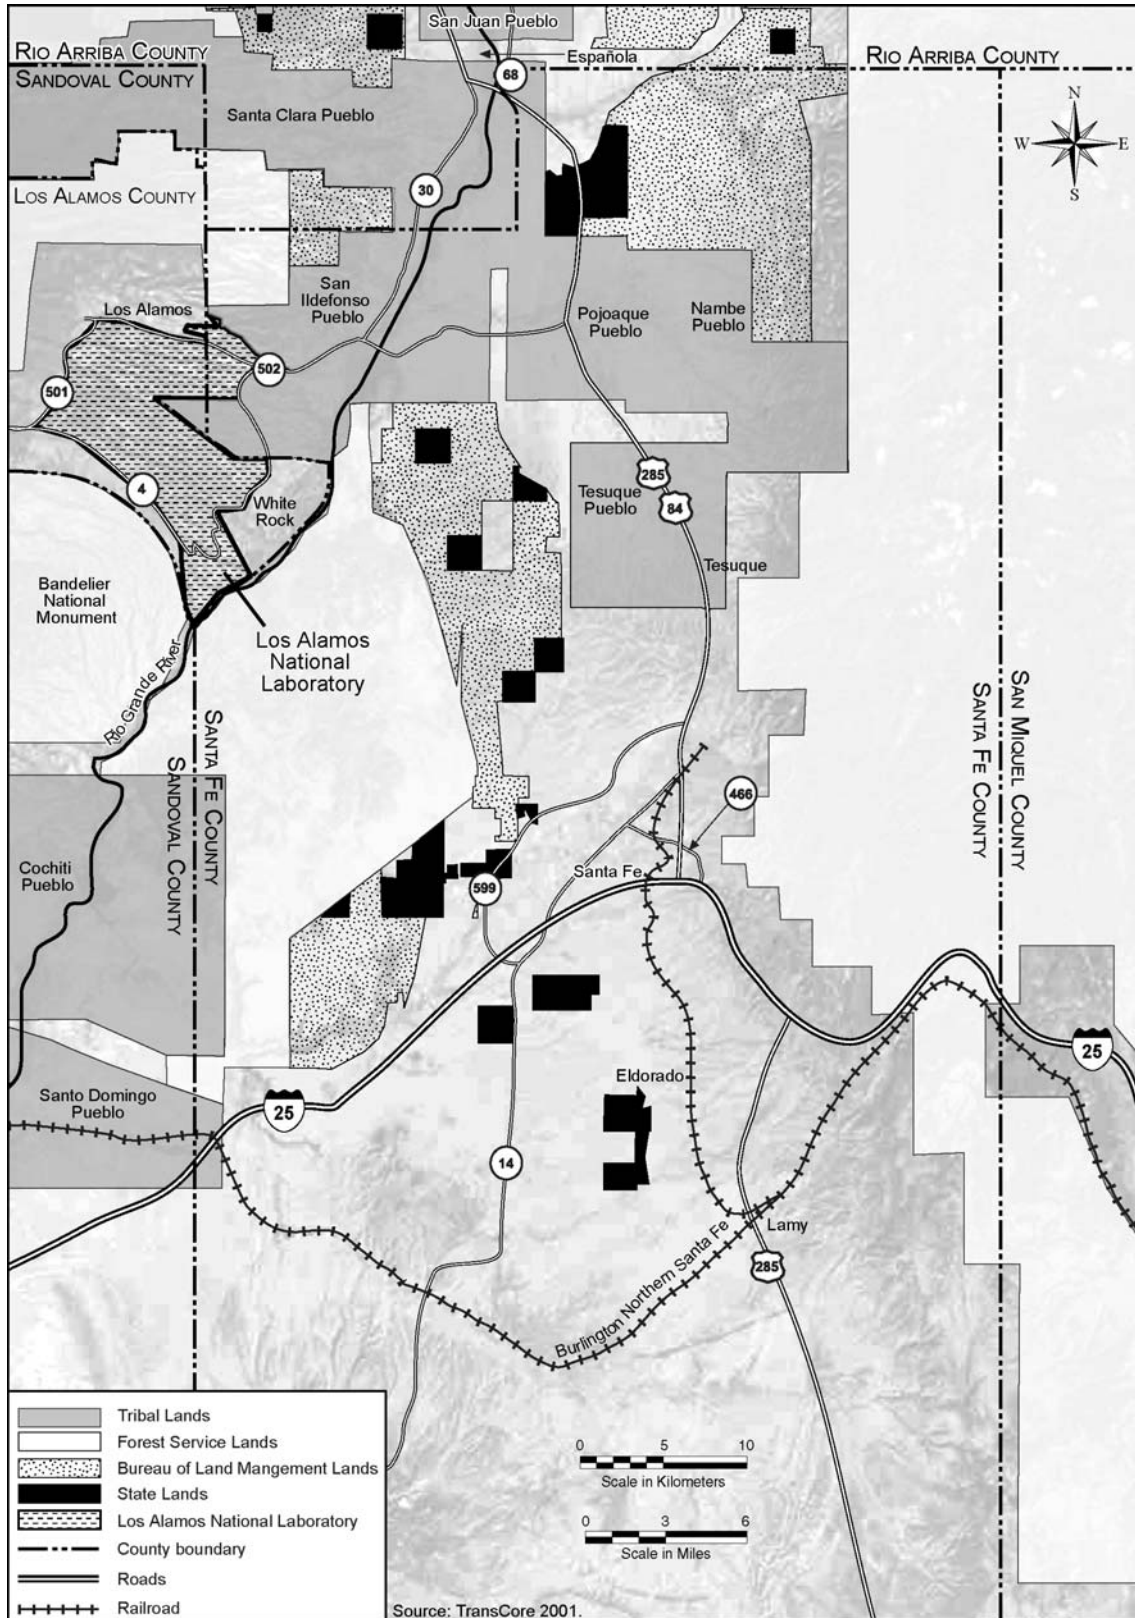 San Juan Pueblo
RIO ARRIBA COUNTY
SANDOVAL COUNTY
Española
RIO ARRIBA COUNTY
68
N
W E
S
Santa Clara Pueblo
30
LOS ALAMOS COUNTY
San
Ildefonso
Pueblo
Los Alamos
Pojoaque
Pueblo
Nambe
Pueblo
502
501
4
White
Rock
285
84
Tesuque
Pueblo
Tesuque
Bandelier
National
Monument
Los Alamos
National
Laboratory
Rio Grande River
SANTA FE COUNTY
SANDOVAL COUNTY
SAN MIQUEL COUNTY
SANTA FE COUNTY
466
Cochiti
Pueblo
Santa Fe
599
Santo Domingo
Pueblo
25
Eldorado
25
14
Lamy
Burlington Northern Santa Fe
285
Tribal Lands
Forest Service Lands
Bureau of Land Mangement Lands
State Lands
Los Alamos National Laboratory
County boundary
Roads
Railroad
0 5 10
Scale in Kilometers
0 3 6
Scale in Miles
Source: TransCore 2001.